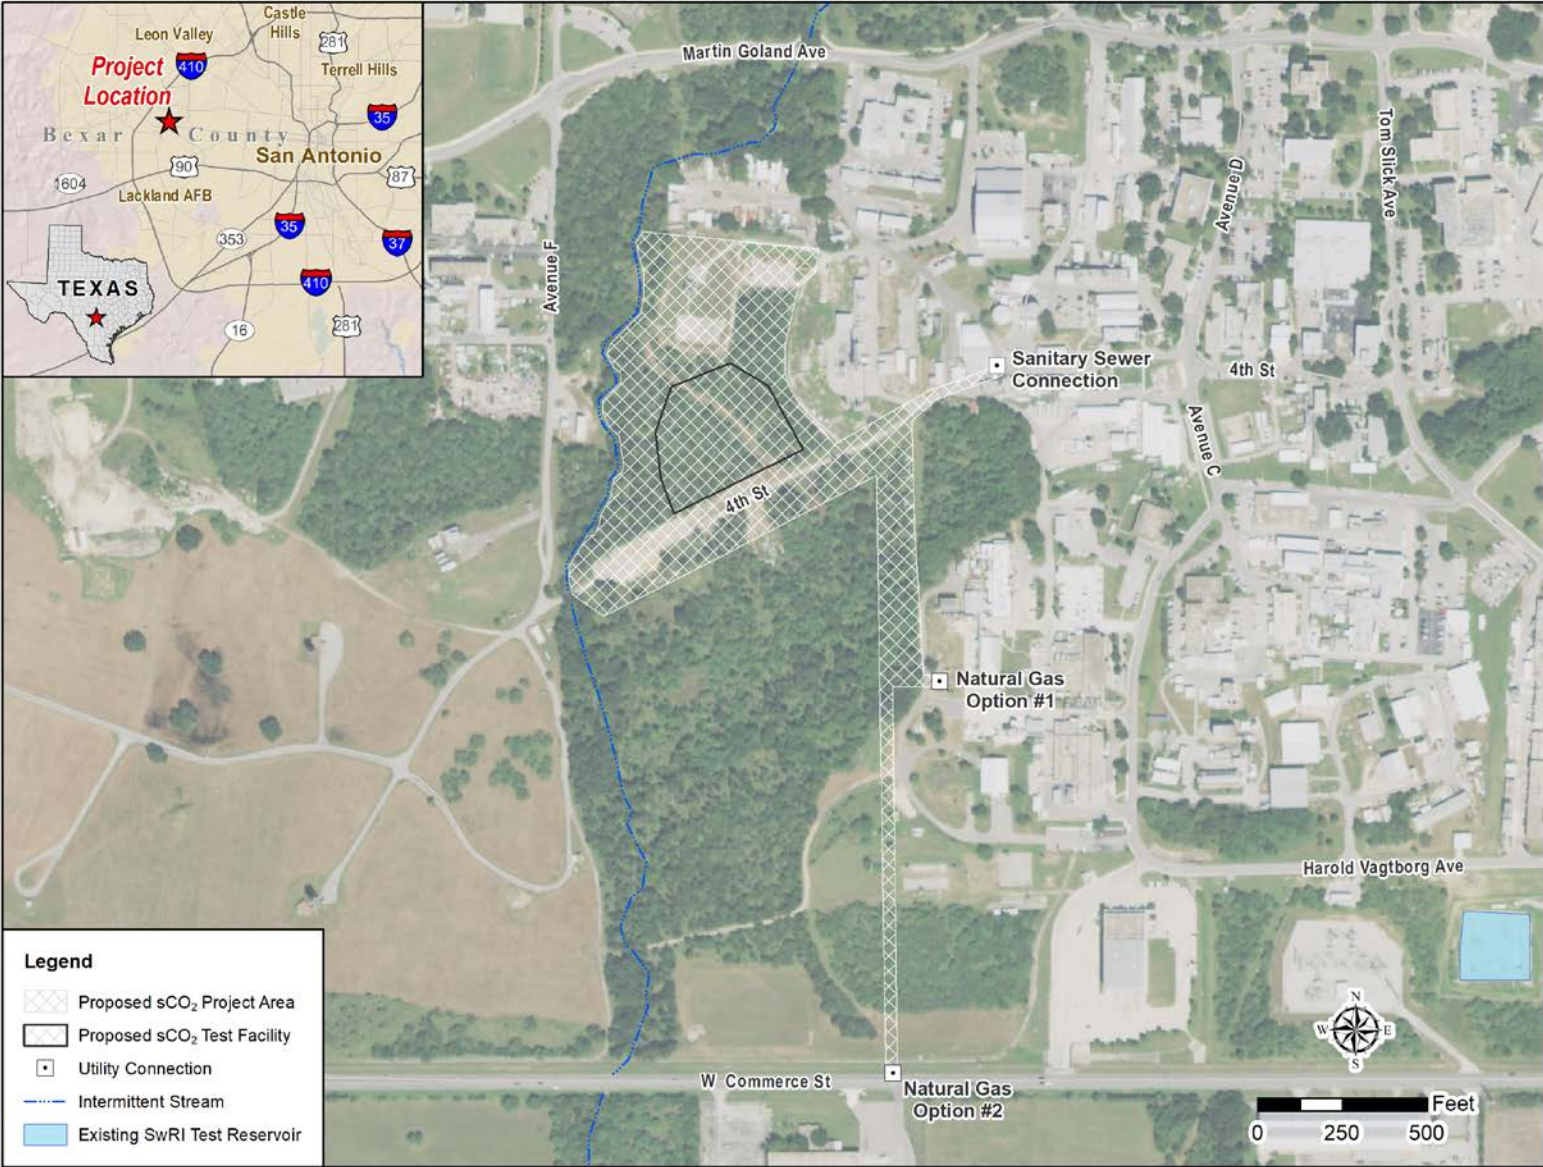 Castle
Hills
Leon Valley
281
410
Terrell Hills
Project
Location
35
Bexar County
San Antonio
90
87
1604
Lackland AFB
35
353
37
410
TEXAS
16
281
Martin Goland Ave
Tom Slick Ave
Avenue D
Avenue F
Sanitary Sewer
Connection
4th St
Avenue C
4th St
Natural Gas
Option #1
Harold Vagtborg Ave
W Commerce St
Natural Gas
Option #2
N
W E
S
Feet
0 250 500
Legend
Proposed sCO₂ Project Area
Proposed sCO₂ Test Facility
Utility Connection
Intermittent Stream
Existing SwRI Test Reservoir